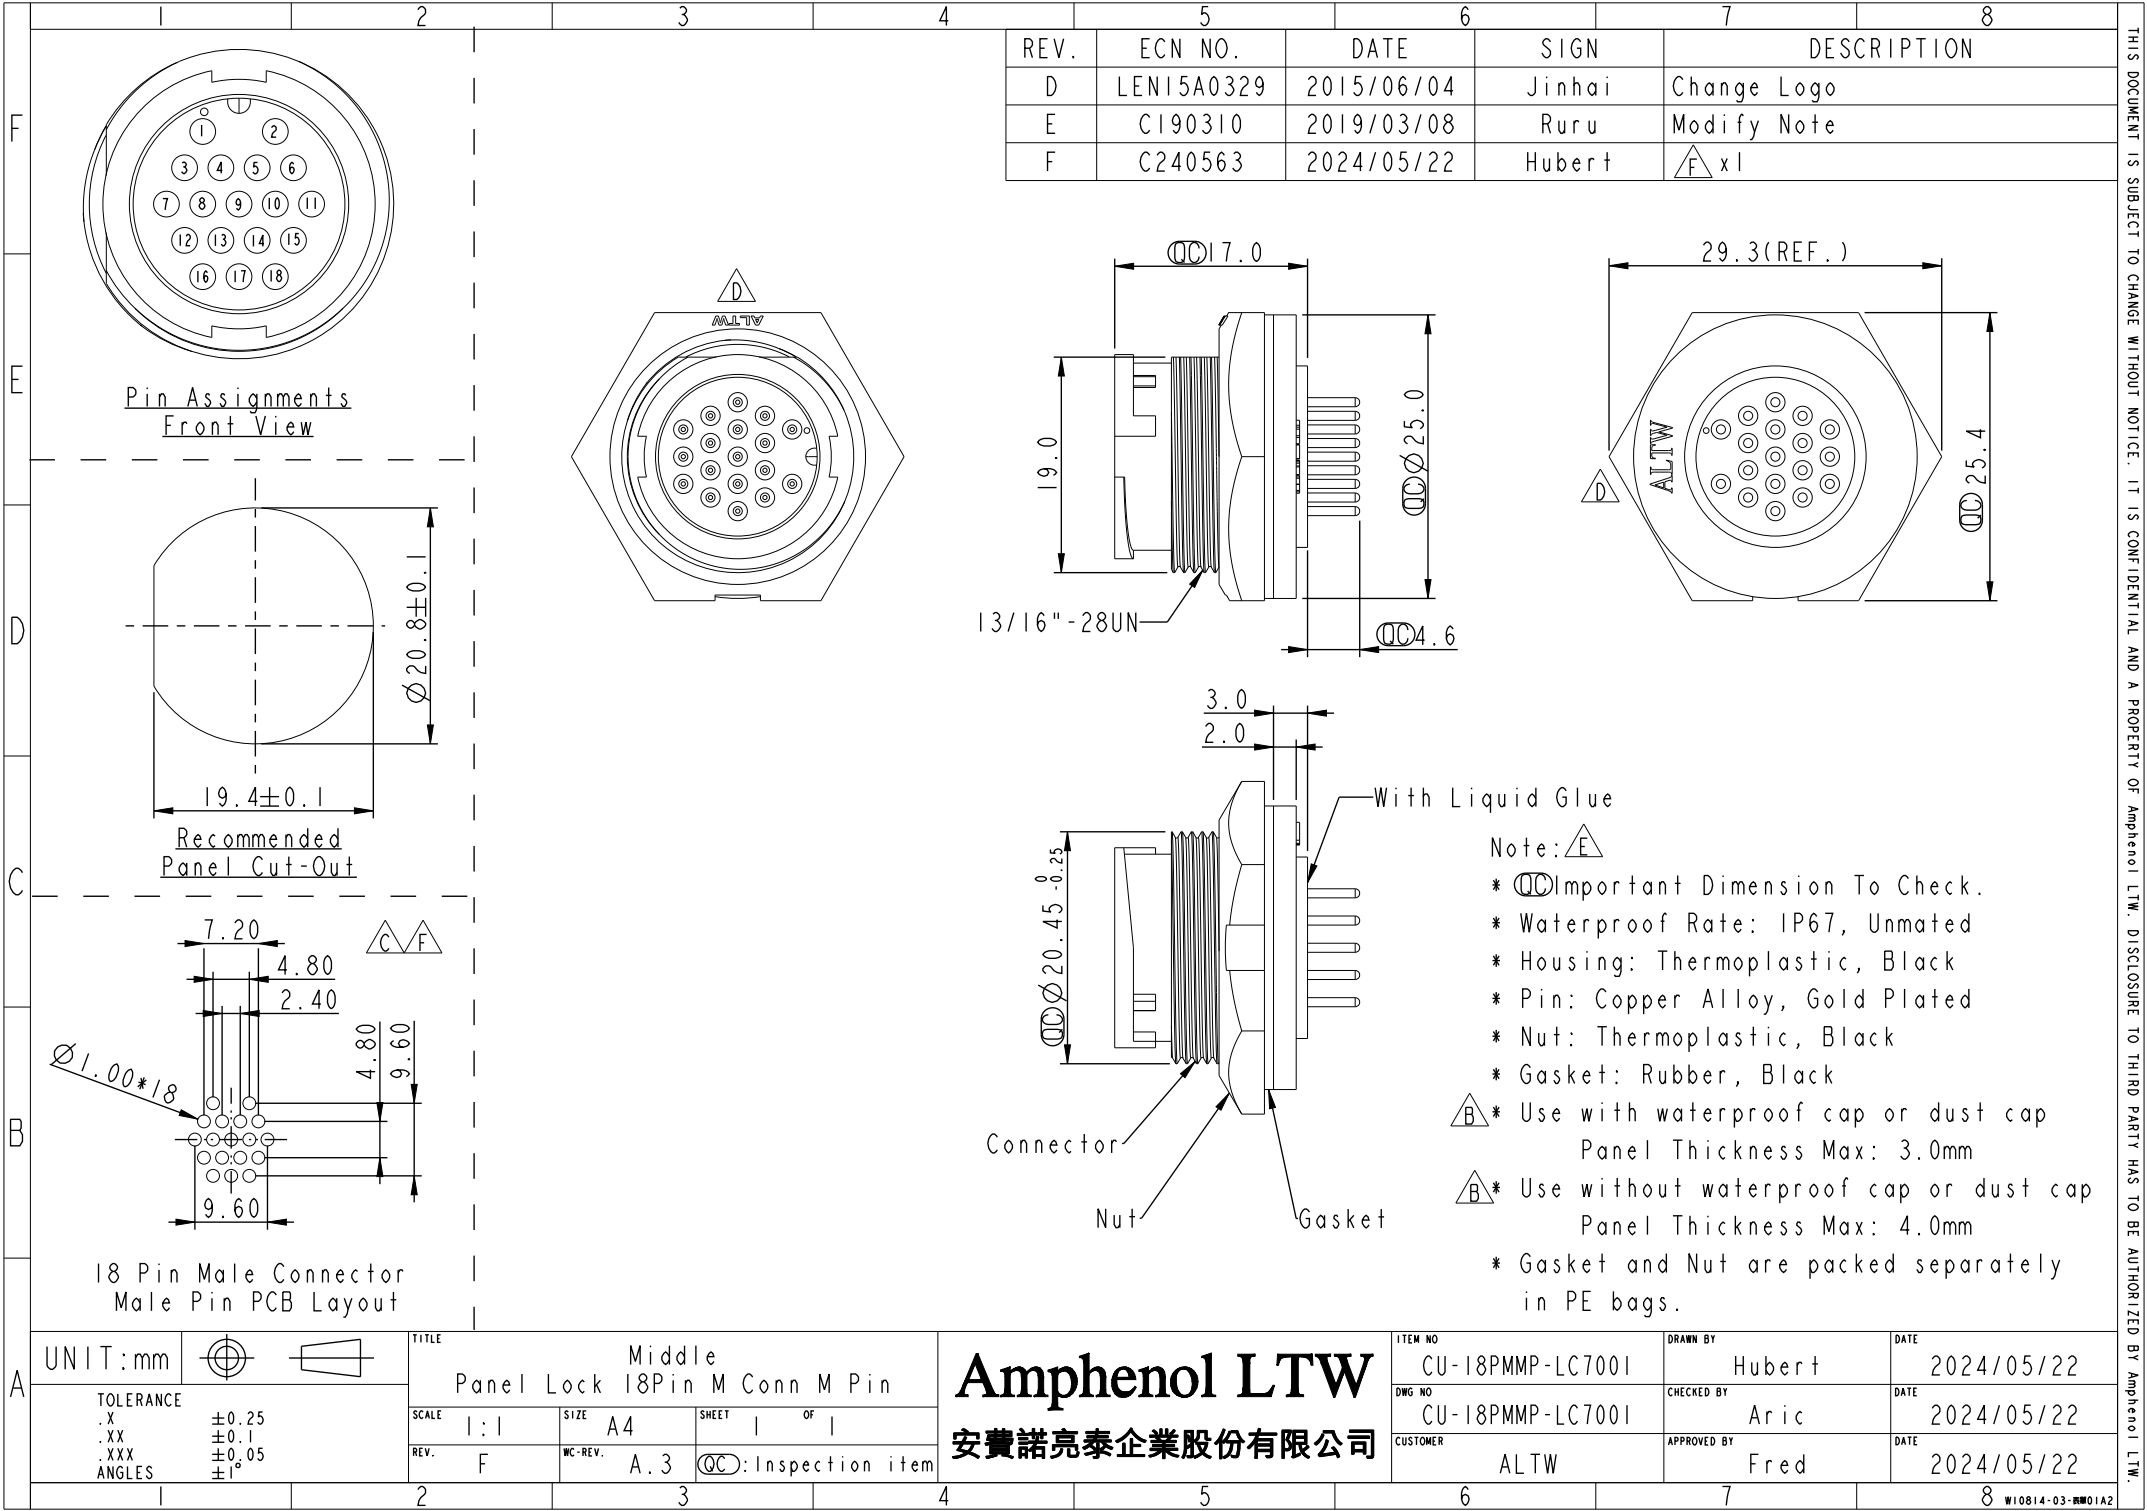 1 2 3 4 5 6 7 8
F
E
D
C
B
A
REV. ECN NO. DATE SIGN DESCRIPTION
D LEN15A0329 2015/06/04 Jinhai Change Logo
E C190310 2019/03/08 Ruru Modify Note
F C240563 2024/05/22 Hubert F x1
1 2
3 4 5 6
7 8 9 10 11
12 13 14 15
16 17 18
Pin Assignments
Front View
Ø20.8±0.1
19.4±0.1
Recommended
Panel Cut-Out
C F
7.20
4.80
2.40
Ø1.00*18
4.80
9.60
9.60
18 Pin Male Connector
Male Pin PCB Layout
D
ALTW
QC 17.0
19.0
QC Ø25.0
13/16"-28UN
QC 4.6
29.3(REF.)
ALTW
D
QC 25.4
3.0
2.0
QC Ø20.45 0 -0.25
With Liquid Glue
Connector
Nut
Gasket
Note: E
* QC Important Dimension To Check.
* Waterproof Rate: IP67, Unmated
* Housing: Thermoplastic, Black
* Pin: Copper Alloy, Gold Plated
* Nut: Thermoplastic, Black
* Gasket: Rubber, Black
B * Use with waterproof cap or dust cap
Panel Thickness Max: 3.0mm
B * Use without waterproof cap or dust cap
Panel Thickness Max: 4.0mm
* Gasket and Nut are packed separately
in PE bags.
UNIT:mm
TOLERANCE
.X ±0.25
.XX ±0.1
.XXX ±0.05
ANGLES ±1°
TITLE
Middle
Panel Lock 18Pin M Conn M Pin
SCALE 1:1 SIZE A4 SHEET 1 OF 1
REV. F WC-REV. A.3 QC :Inspection item
Amphenol LTW
安費諾亮泰企業股份有限公司
ITEM NO CU-18PMMP-LC7001 DRAWN BY Hubert DATE 2024/05/22
DWG NO CU-18PMMP-LC7001 CHECKED BY Aric DATE 2024/05/22
CUSTOMER ALTW APPROVED BY Fred DATE 2024/05/22
1 2 3 4 5 6 7 8
THIS DOCUMENT IS SUBJECT TO CHANGE WITHOUT NOTICE. IT IS CONFIDENTIAL AND A PROPERTY OF Amphenol LTW. DISCLOSURE TO THIRD PARTY HAS TO BE AUTHORIZED BY Amphenol LTW.